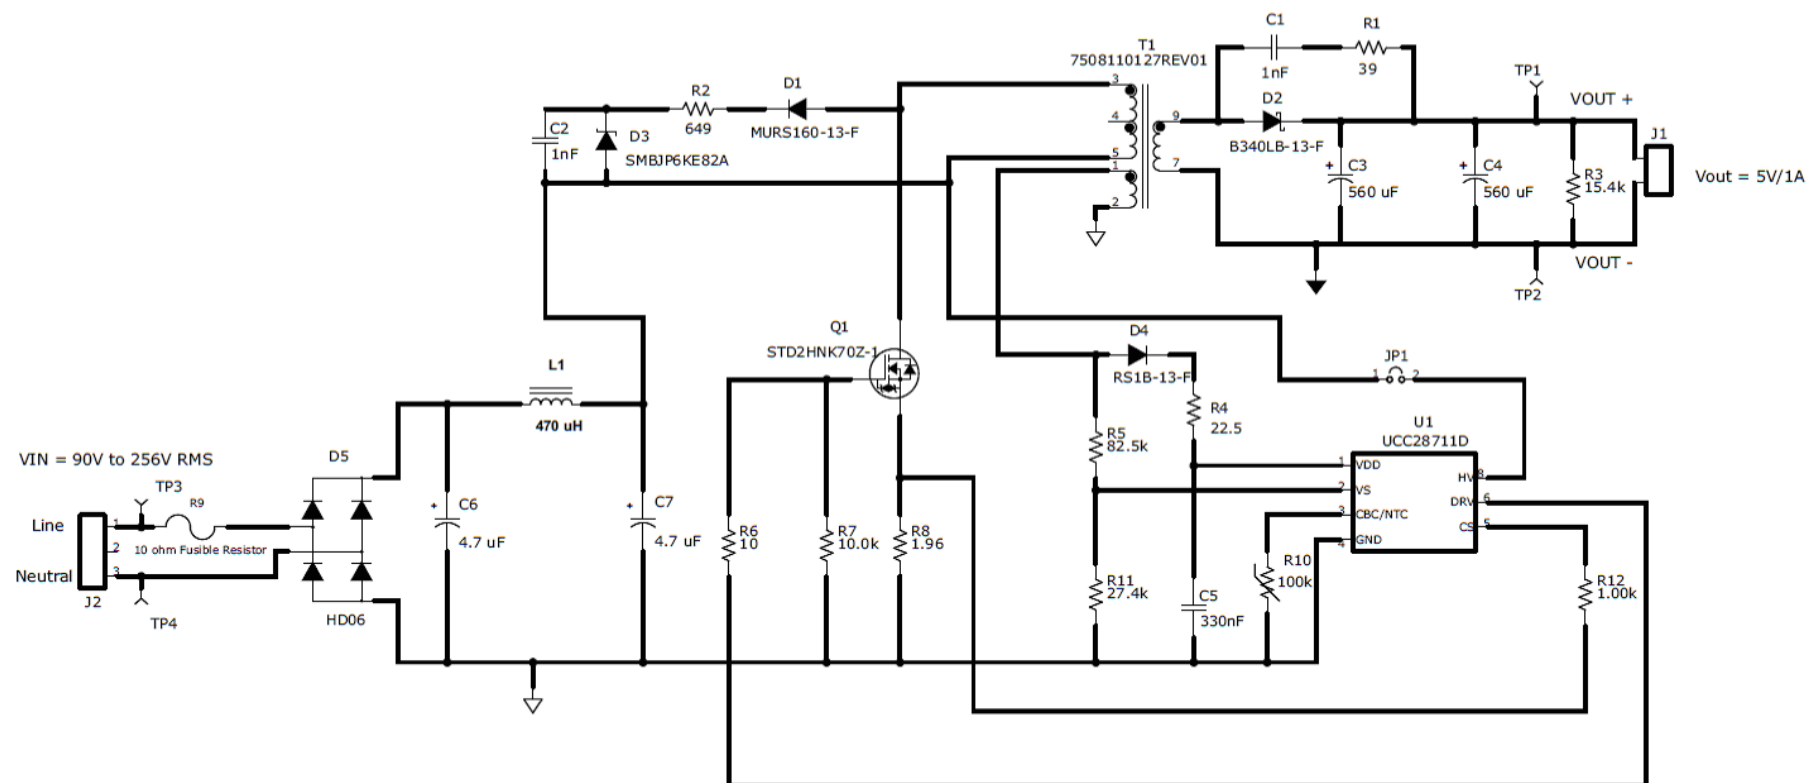 C1
1nF
R1
39
T1
7508110127REV01
3
4
5
1
2
9
7
D2
B340LB-13-F
TP1
VOUT +
J1
Vout = 5V/1A
C3
560 uF
C4
560 uF
R3
15.4k
VOUT -
TP2
R2
649
D1
MURS160-13-F
C2
1nF
D3
SMBJP6KE82A
Q1
STD2HNK70Z-1
D4
RS1B-13-F
JP1
1
2
L1
470 uH
R4
22.5
R5
82.5k
U1
UCC28711D
1
VDD
2
VS
3
CBC/NTC
4
GND
HV
8
DRV
6
CS
5
VIN = 90V to 256V RMS
D5
TP3
R9
Line
1
10 ohm Fusible Resistor
2
Neutral
3
J2
TP4
HD06
C6
4.7 uF
C7
4.7 uF
R6
10
R7
10.0k
R8
1.96
R11
27.4k
C5
330nF
R10
100k
R12
1.00k